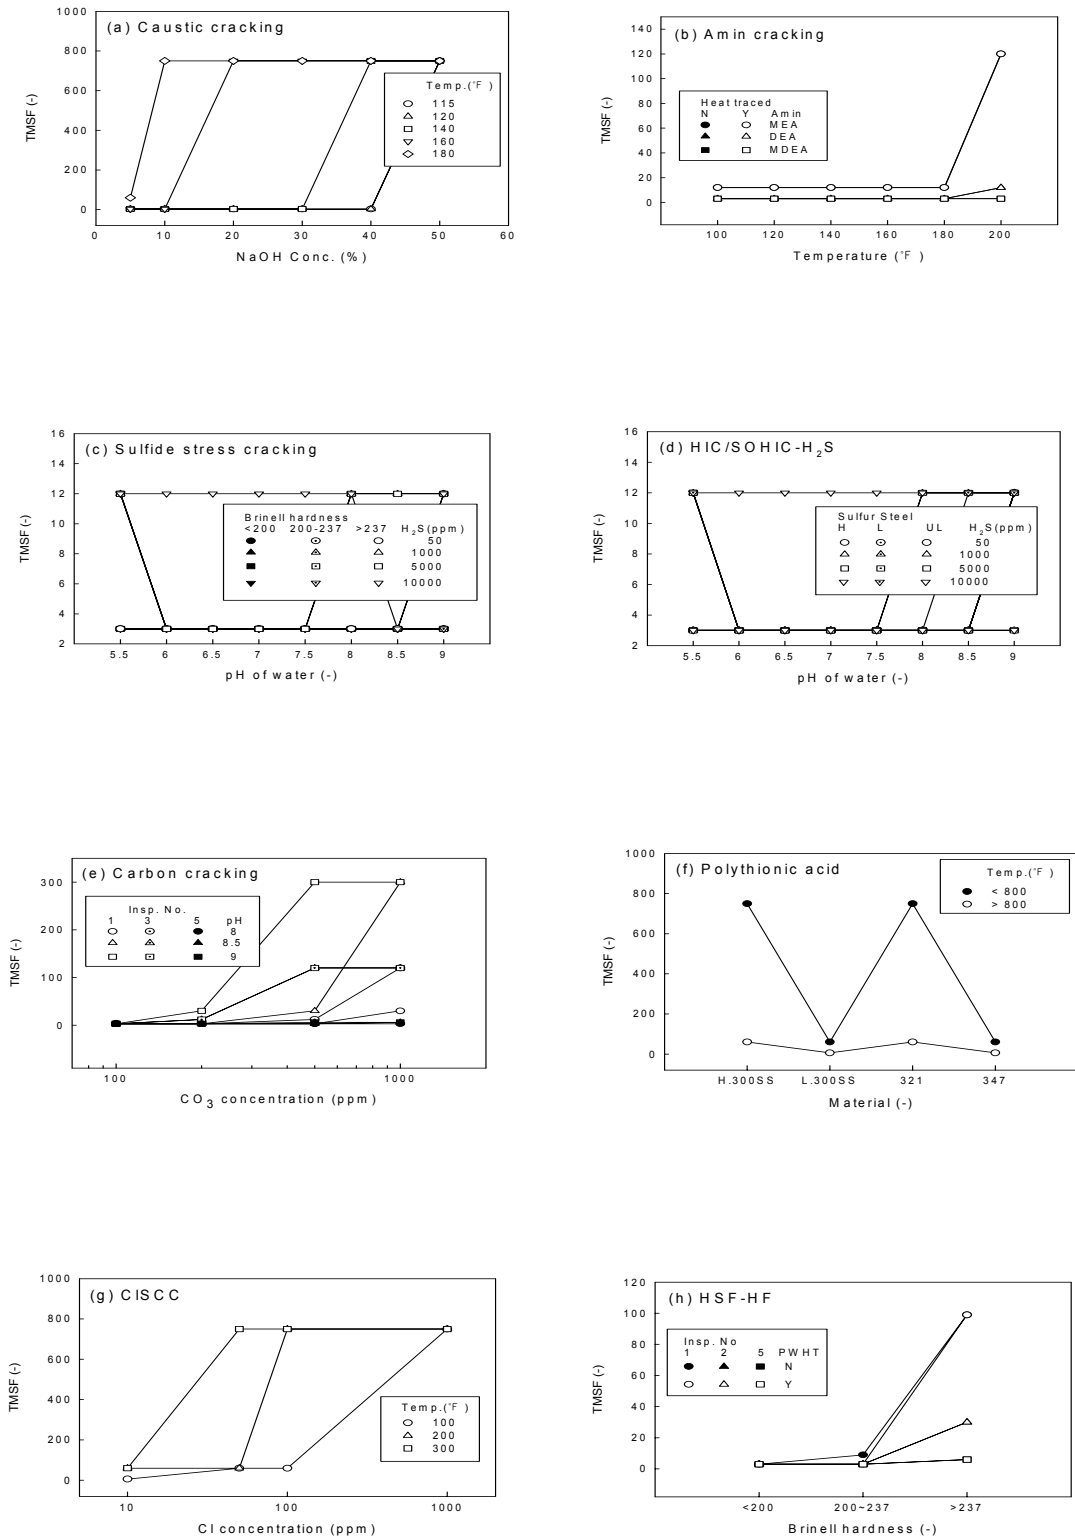 (a) Caustic cracking
TMSF (-)
1000
800
600
400
200
0
Temp.(°F)
115
120
140
160
180
0 10 20 30 40 50 60
NaOH Conc. (%)
(b) Amin cracking
TMSF (-)
140
120
100
80
60
40
20
0
Heat traced
N Y Amin
MEA
DEA
MDEA
100 120 140 160 180 200
Temperature (°F)
(c) Sulfide stress cracking
TMSF (-)
16
14
12
10
8
6
4
2
Brinell hardness
<200 200-237 >237 H2S(ppm)
50
1000
5000
10000
5.5 6 6.5 7 7.5 8 8.5 9
pH of water (-)
(d) HIC/SOHIC-H2S
TMSF (-)
16
14
12
10
8
6
4
2
Sulfur Steel
H L UL H2S(ppm)
50
1000
5000
10000
5.5 6 6.5 7 7.5 8 8.5 9
pH of water (-)
(e) Carbon cracking
TMSF (-)
300
200
100
0
Insp. No.
1 3 5 pH
8
8.5
9
100 1000
CO3 concentration (ppm)
(f) Polythionic acid
TMSF (-)
1000
800
600
400
200
0
Temp.(°F)
< 800
> 800
H.300SS L.300SS 321 347
Material (-)
(g) ClSCC
TMSF (-)
1000
800
600
400
200
0
Temp.(°F)
100
200
300
10 100 1000
Cl concentration (ppm)
(h) HSF-HF
TMSF (-)
120
100
80
60
40
20
0
Insp. No
1 2 5 PWHT
N
Y
<200 200~237 >237
Brinell hardness (-)